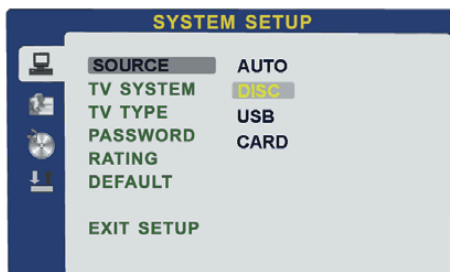 SYSTEM SETUP
SOURCE AUTO
TV SYSTEM DISC
TV TYPE USB
PASSWORD CARD
RATING
DEFAULT
EXIT SETUP